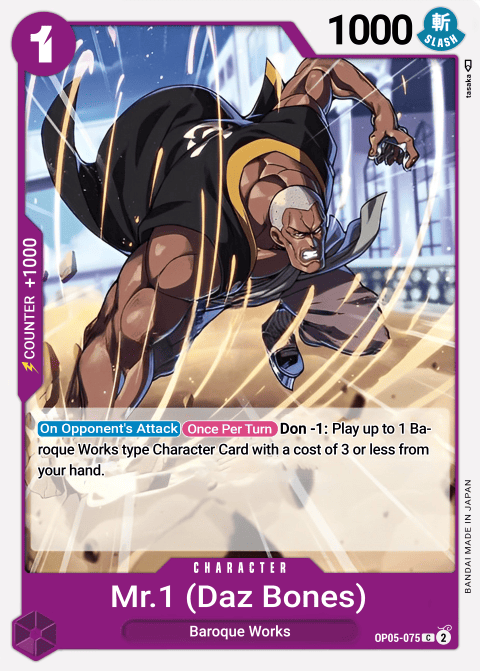 1
1000
斬
SLASH
tasaka
COUNTER +1000
On Opponent's Attack Once Per Turn Don -1: Play up to 1 Ba-
roque Works type Character Card with a cost of 3 or less from
your hand.
BANDAI MADE IN JAPAN
CHARACTER
Mr.1 (Daz Bones)
Baroque Works
OP05-075 C 2